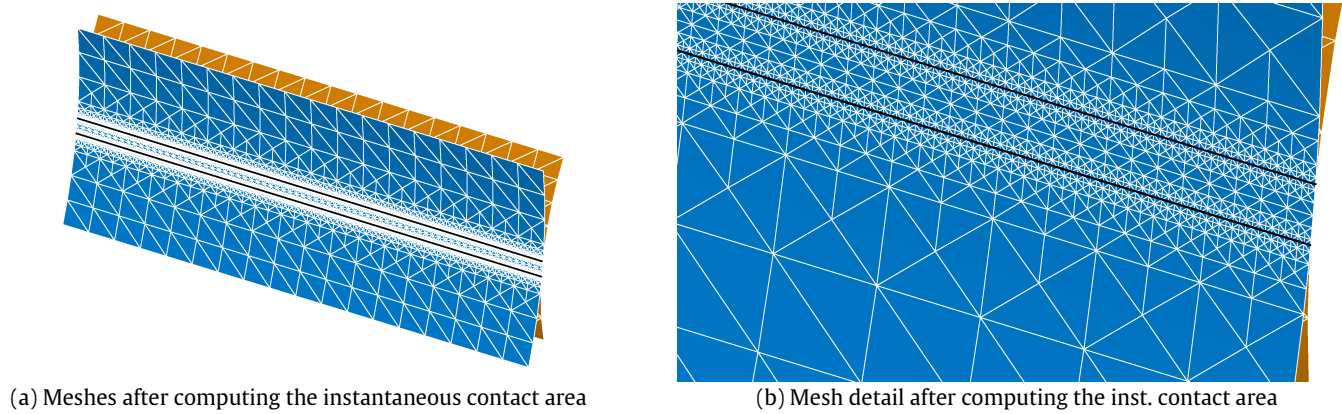 (a) Meshes after computing the instantaneous contact area
(b) Mesh detail after computing the inst. contact area